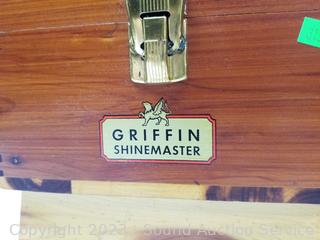 GRIFFIN
SHINEMASTER
Copyright 2023 Sound Auction Service